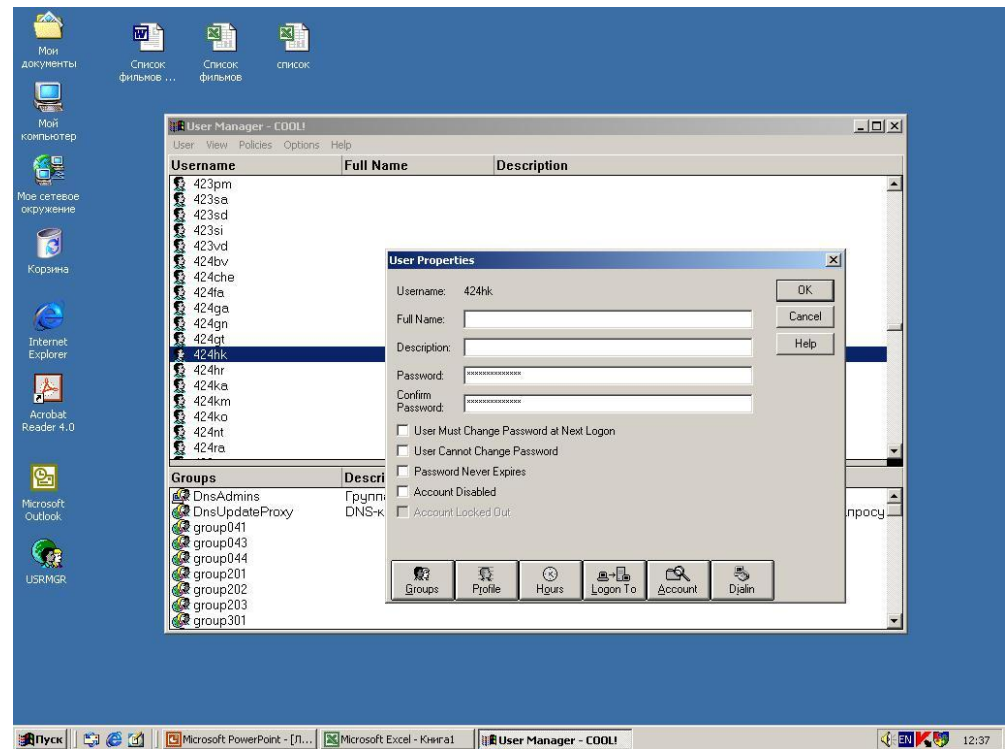 Мои документы
Список фильмов ...
Список фильмов
список
Мой компьютер
Мое сетевое окружение
Корзина
Internet Explorer
Acrobat Reader 4.0
Microsoft Outlook
USRMGR
User Manager - COOL!
User View Policies Options Help
Username Full Name Description
423pm
423sa
423sd
423si
423vd
424bv
424che
424fa
424ga
424gn
424gt
424hk
424hr
424ka
424km
424ko
424nt
424ra
Groups Descri
DnsAdmins Групп
DnsUpdateProxy DNS-к просу
group041
group043
group044
group201
group202
group203
group301
User Properties
Username: 424hk
OK
Full Name:
Cancel
Description:
Help
Password: **************
Confirm Password: **************
User Must Change Password at Next Logon
User Cannot Change Password
Password Never Expires
Account Disabled
Account Locked Out
Groups Profile Hours Logon To Account Dialin
Пуск Microsoft PowerPoint - [Л... Microsoft Excel - Книга1 User Manager - COOL! EN 12:37